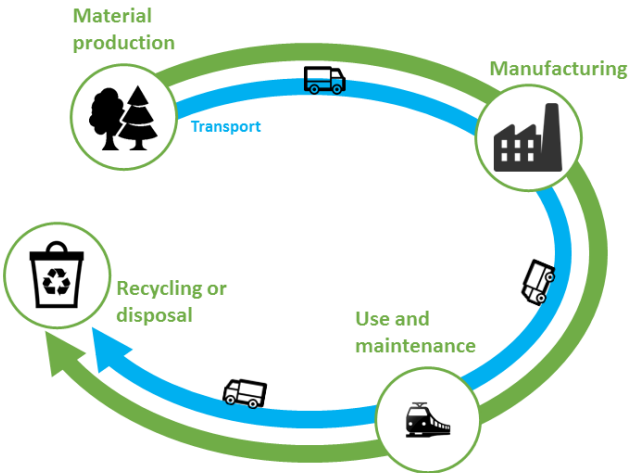 Material
production
Manufacturing
Transport
Recycling or
disposal
Use and
maintenance